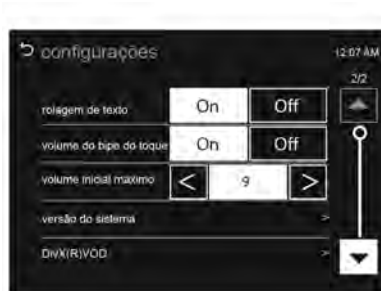 configurações 12:07 AM
2/2
rolagem de texto On Off
volume do bipe do toque On Off
volume inicial máximo < 9 >
versão do sistema >
DivX(R)VOD >